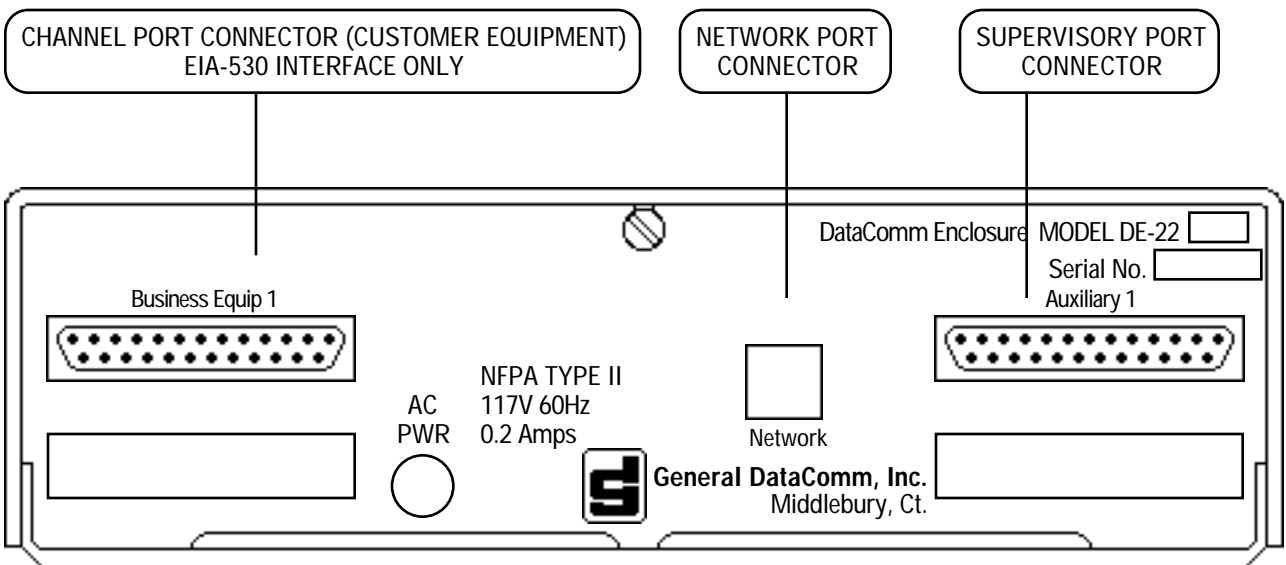 CHANNEL PORT CONNECTOR (CUSTOMER EQUIPMENT)
EIA-530 INTERFACE ONLY
NETWORK PORT
CONNECTOR
SUPERVISORY PORT
CONNECTOR
DataComm Enclosure MODEL DE-22
Serial No.
Business Equip 1
Auxiliary 1
AC
PWR
NFPA TYPE II
117V 60Hz
0.2 Amps
Network
General DataComm, Inc.
Middlebury, Ct.